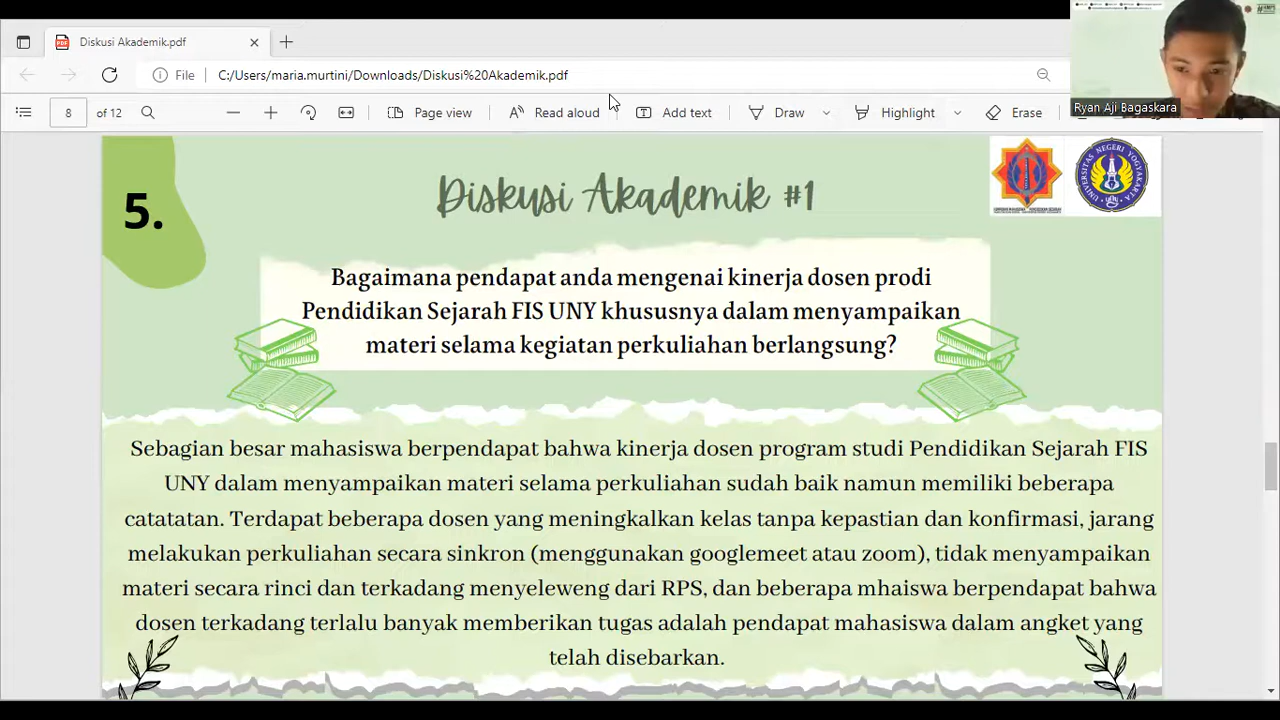 Diskusi Akademik.pdf
File
C:/Users/maria.murtini/Downloads/Diskusi%20Akademik.pdf
8 of 12
Page view
Read aloud
Add text
Draw
Highlight
Erase
Ryan Aji Bagaskara
5.
Diskusi Akademik #1
UNIVERSITAS NEGERI YOGYAKARTA
Bagaimana pendapat anda mengenai kinerja dosen prodi
Pendidikan Sejarah FIS UNY khususnya dalam menyampaikan
materi selama kegiatan perkuliahan berlangsung?
Sebagian besar mahasiswa berpendapat bahwa kinerja dosen program studi Pendidikan Sejarah FIS
UNY dalam menyampaikan materi selama perkuliahan sudah baik namun memiliki beberapa
catatatan. Terdapat beberapa dosen yang meningkalkan kelas tanpa kepastian dan konfirmasi, jarang
melakukan perkuliahan secara sinkron (menggunakan googlemeet atau zoom), tidak menyampaikan
materi secara rinci dan terkadang menyeleweng dari RPS, dan beberapa mhaiswa berpendapat bahwa
dosen terkadang terlalu banyak memberikan tugas adalah pendapat mahasiswa dalam angket yang
telah disebarkan.